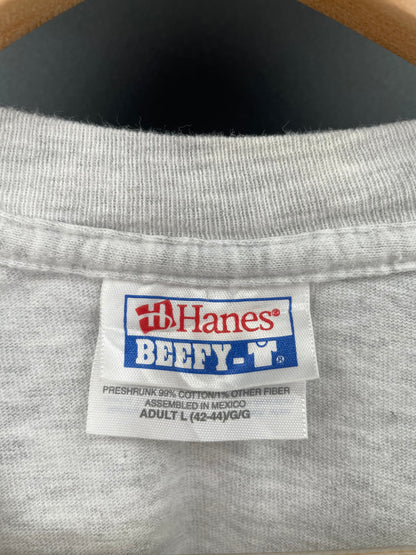 H Hanes®
BEEFY-T®
PRESHRUNK 99% COTTON/1% OTHER FIBER
ASSEMBLED IN MEXICO
ADULT L (42-44)/G/G